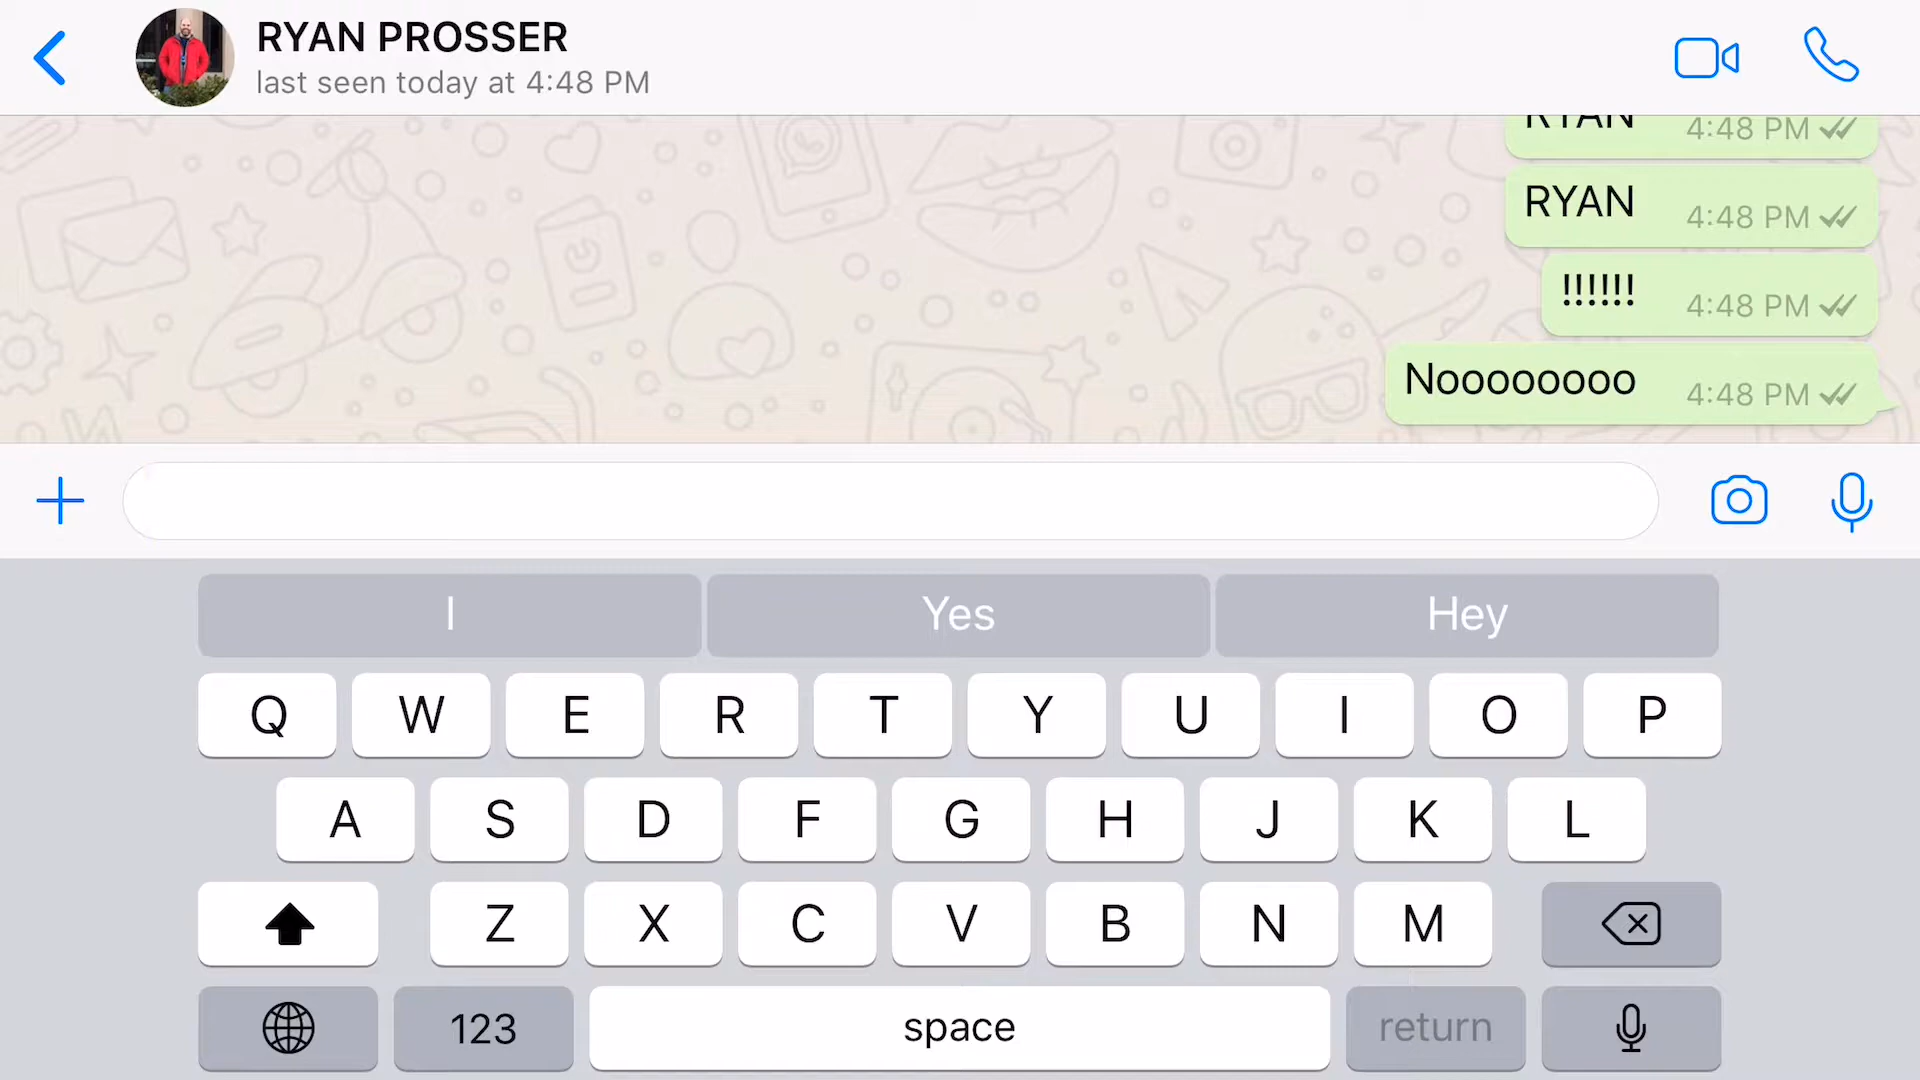 RYAN PROSSER
last seen today at 4:48 PM
RYAN 4:48 PM
RYAN 4:48 PM
!!!!!! 4:48 PM
Noooooooo 4:48 PM
I Yes Hey
Q W E R T Y U I O P
A S D F G H J K L
Z X C V B N M
123 space return